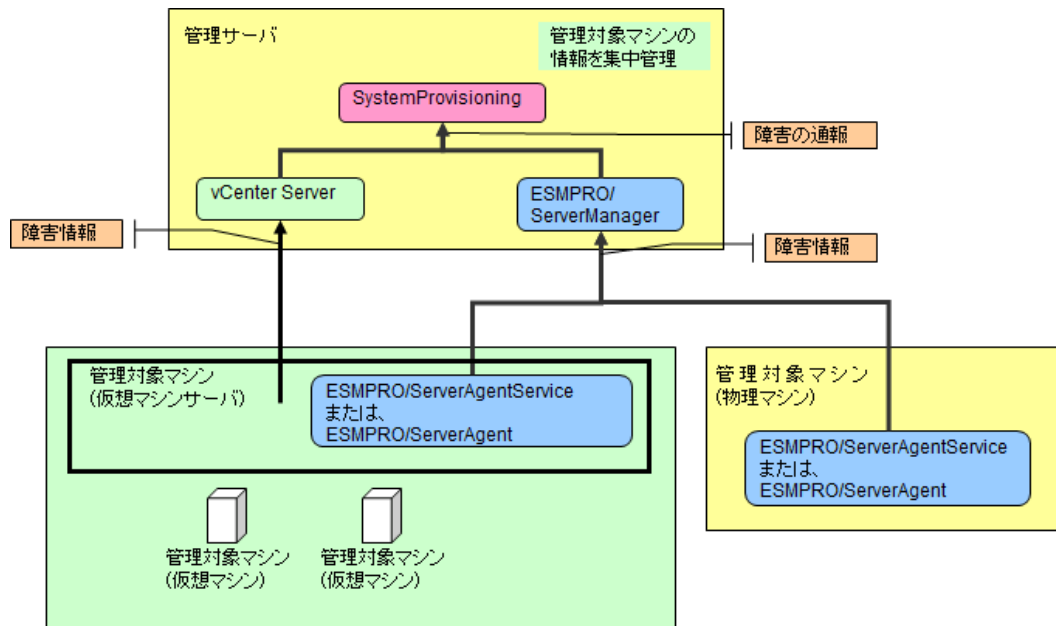 管理サーバ
管理対象マシンの
情報を集中管理
SystemProvisioning
障害の通報
vCenter Server
ESMPRO/
ServerManager
障害情報
障害情報
管理対象マシン
(仮想マシンサーバ)
ESMPRO/ServerAgentService
または、
ESMPRO/ServerAgent
管理対象マシン
(物理マシン)
ESMPRO/ServerAgentService
または、
ESMPRO/ServerAgent
管理対象マシン
(仮想マシン)
管理対象マシン
(仮想マシン)